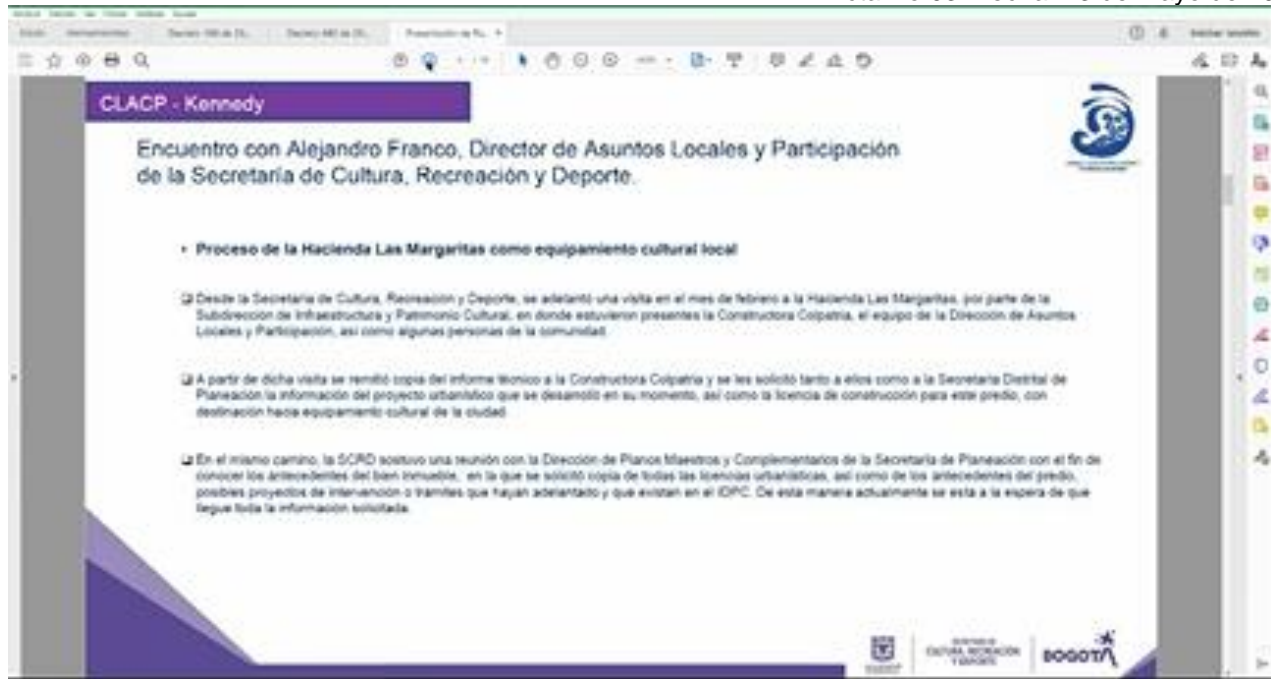 CLACP - Kennedy
Encuentro con Alejandro Franco, Director de Asuntos Locales y Participación
de la Secretaría de Cultura, Recreación y Deporte.
• Proceso de la Hacienda Las Margaritas como equipamiento cultural local
Desde la Secretaria de Cultura, Recreación y Deporte, se adelantó una visita en el mes de febrero a la Hacienda Las Margaritas, por parte de la
Subdirección de Infraestructura y Patrimonio Cultural, en donde estuvieron presentes la Constructora Colpatria, el equipo de la Dirección de Asuntos
Locales y Participación, así como algunas personas de la comunidad.
A partir de dicha visita se remitió copia del informe técnico a la Constructora Colpatria y se les solicitó tanto a ellos como a la Secretaría Distrital de
Planeación la información del proyecto urbanístico que se desarrolló en su momento, así como la licencia de construcción para este predio, con
destinación hacia equipamiento cultural de la ciudad.
En el mismo camino, la SCRD sostuvo una reunión con la Dirección de Planos Maestros y Complementarios de la Secretaría de Planeación con el fin de
conocer los antecedentes del bien inmueble, en la que se solicitó copia de todas las licencias urbanísticas, así como de los antecedentes del predio,
posibles proyectos de intervención o trámites que hayan adelantado y que existan en el IDPC. De esta manera actualmente se está a la espera de que
llegue toda la información solicitada.
CULTURA, RECREACIÓN
Y DEPORTE
BOGOTÁ